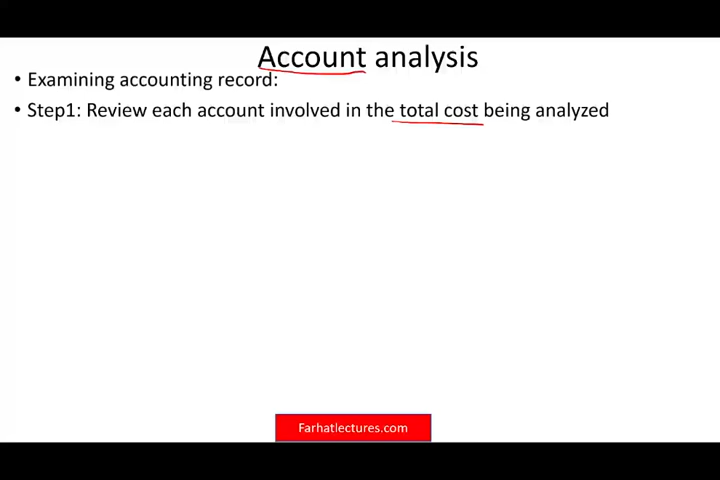 Account analysis
• Examining accounting record:
• Step1: Review each account involved in the total cost being analyzed
Farhatlectures.com